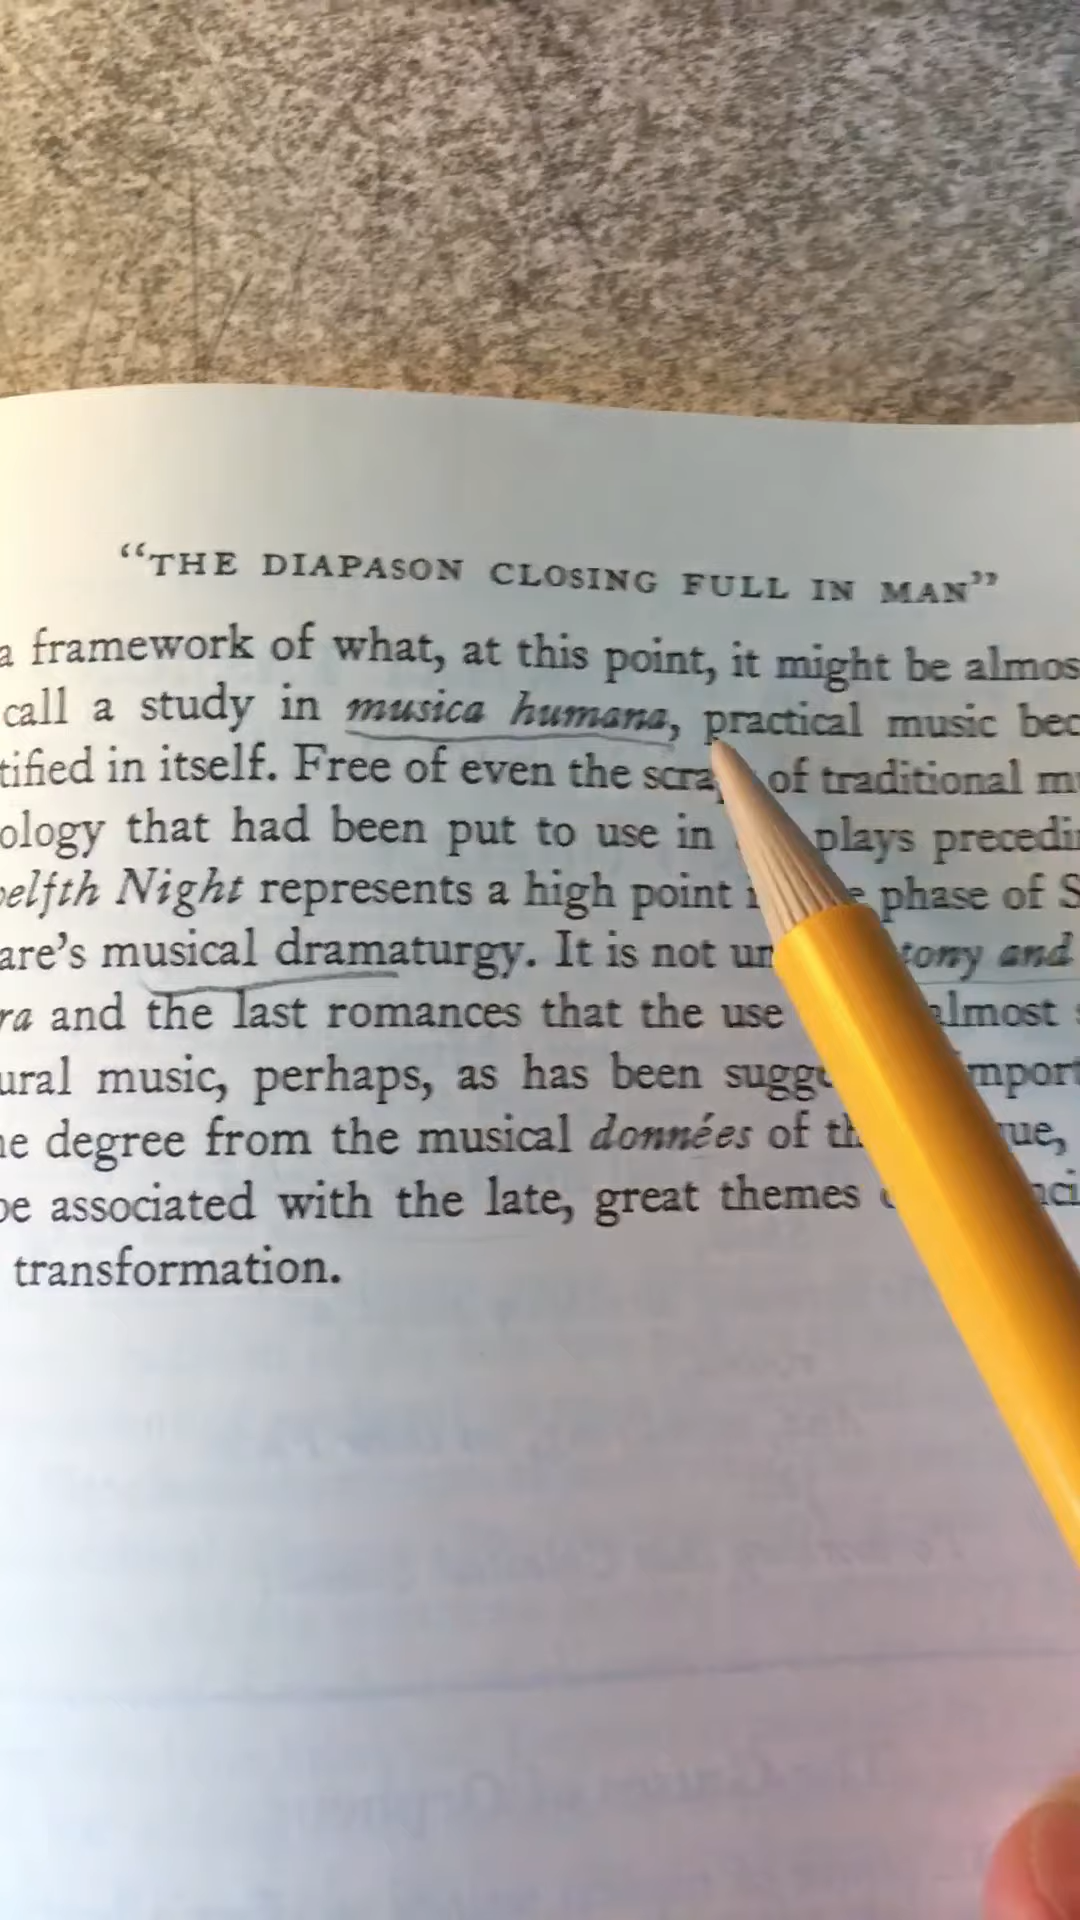 “THE DIAPASON CLOSING FULL IN MAN”
a framework of what, at this point, it might be almos
call a study in musica humana, practical music bec
tified in itself. Free of even the scra of traditional m
ology that had been put to use in plays precedi
elfth Night represents a high point phase of S
are’s musical dramaturgy. It is not un tony and
ra and the last romances that the use almost
ural music, perhaps, as has been sugg mport
e degree from the musical données of th ue,
be associated with the late, great themes nci
transformation.